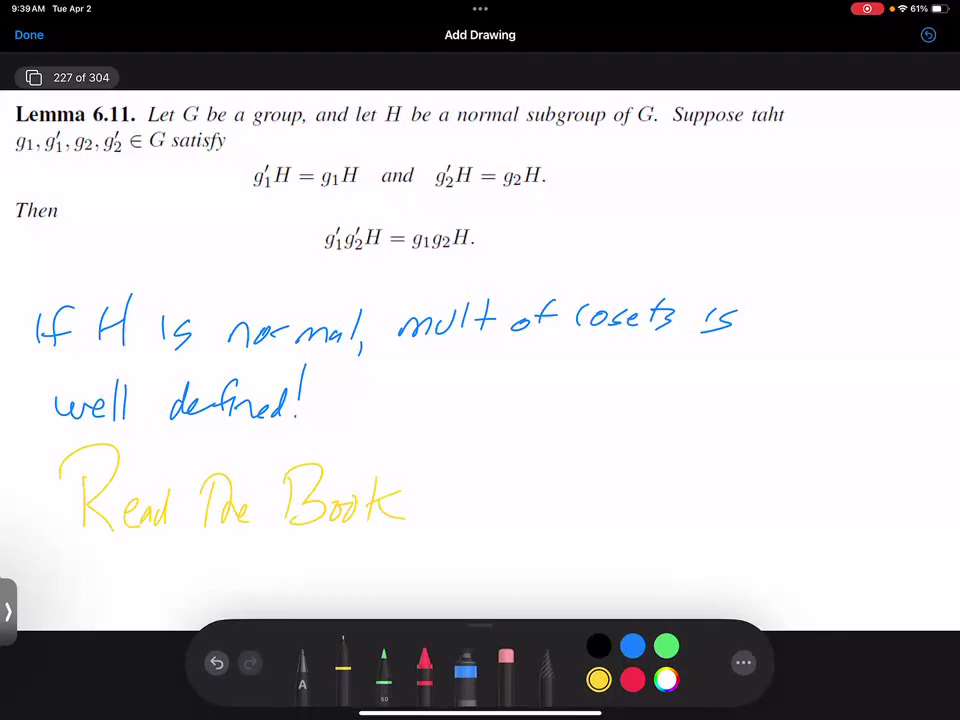 9:39 AM Tue Apr 2
61%
Done
Add Drawing
227 of 304
Lemma 6.11. Let G be a group, and let H be a normal subgroup of G. Suppose taht
g₁, g₁′, g₂, g₂′ ∈ G satisfy
g₁′H = g₁H and g₂′H = g₂H.
Then
g₁′g₂′H = g₁g₂H.
If H is normal, mult of cosets is
well defined!
Read The Book
A
50